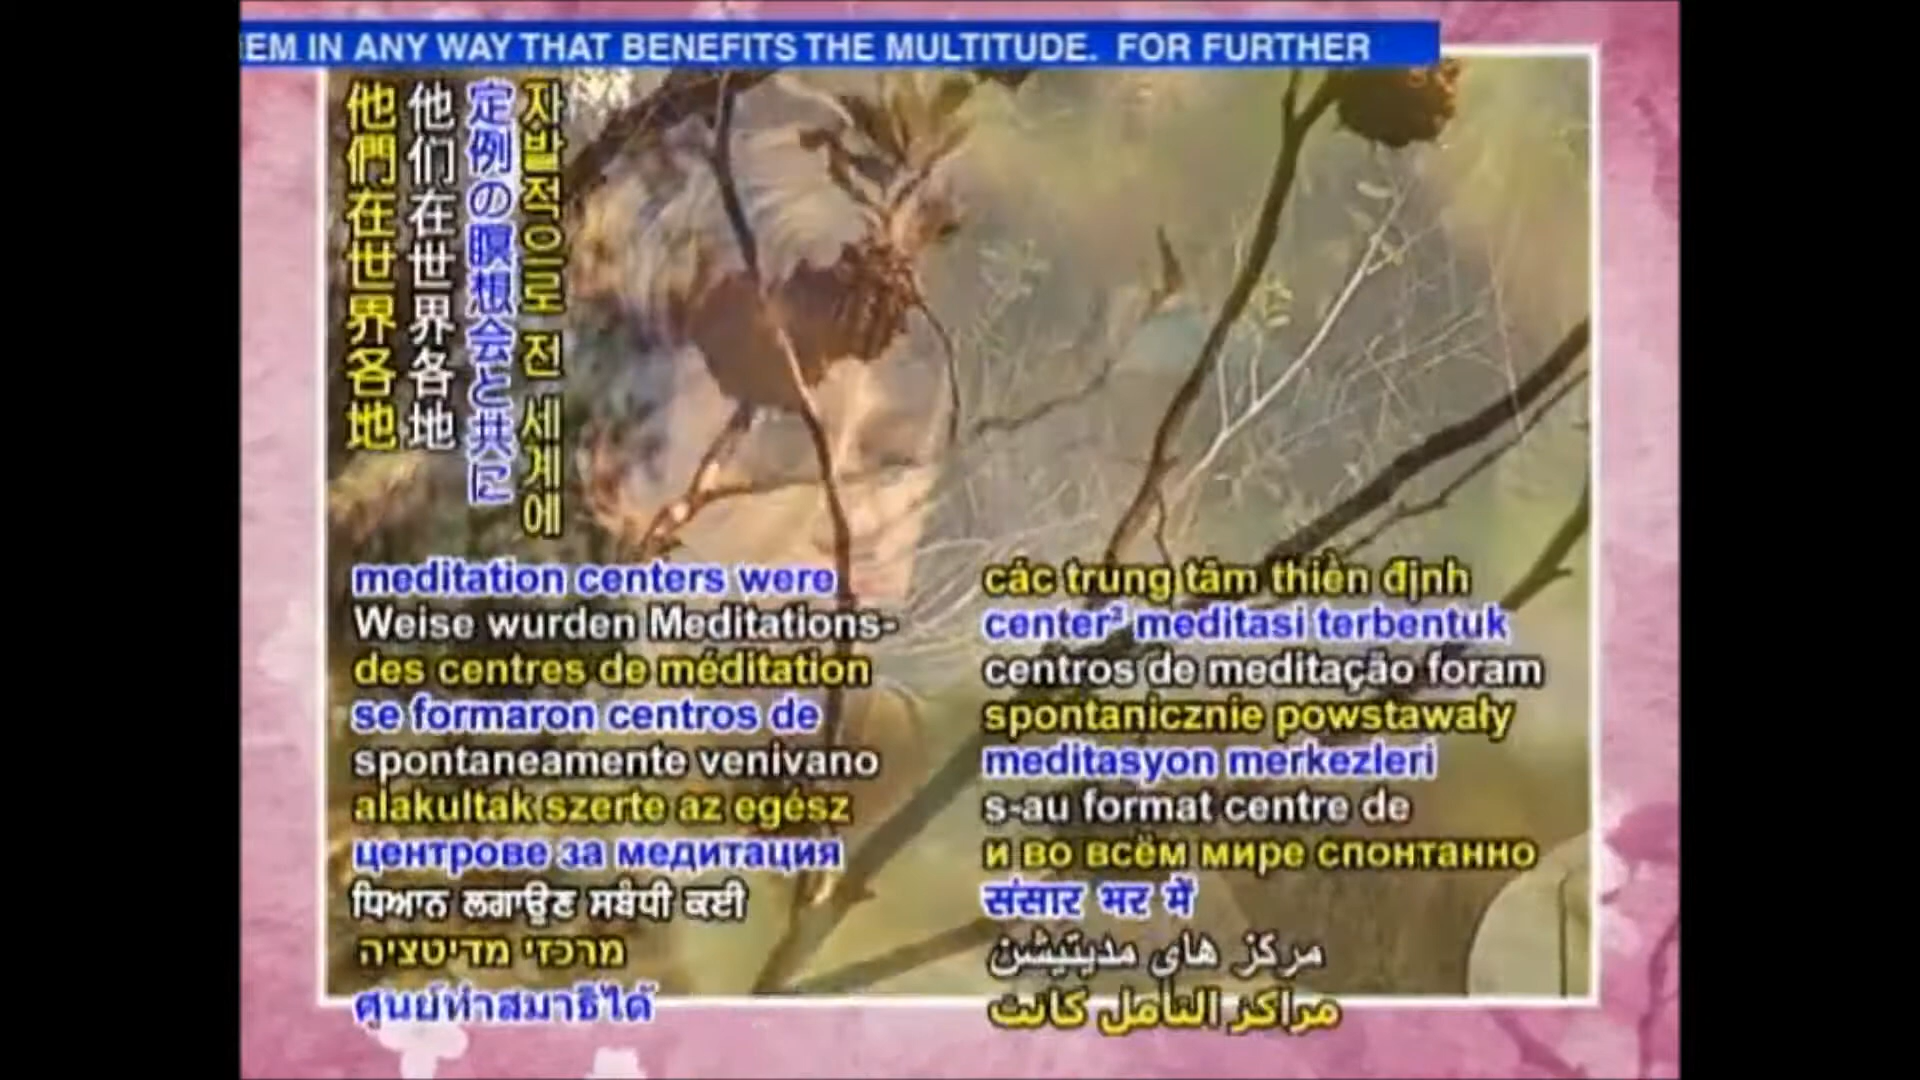 EM IN ANY WAY THAT BENEFITS THE MULTITUDE. FOR FURTHER
他們在世界各地
他们在世界各地
定例の瞑想会と共に
자발적으로 전 세계에
meditation centers were
Weise wurden Meditations-
des centres de méditation
se formaron centros de
spontaneamente venivano
alakultak szerte az egész
центрове за медитация
ਧਿਆਨ ਲਗਾਊਣ ਸਬੰਧੀ ਕਈ
מרכזי מדיטציה
ศูนย์ทำสมาธิได้
các trung tâm thiền định
center² meditasi terbentuk
centros de meditação foram
spontanicznie powstawały
meditasyon merkezleri
s-au format centre de
и во всём мире спонтанно
संसार भर में
مرکز های مدیتیشن
مراكز التأمل كانت